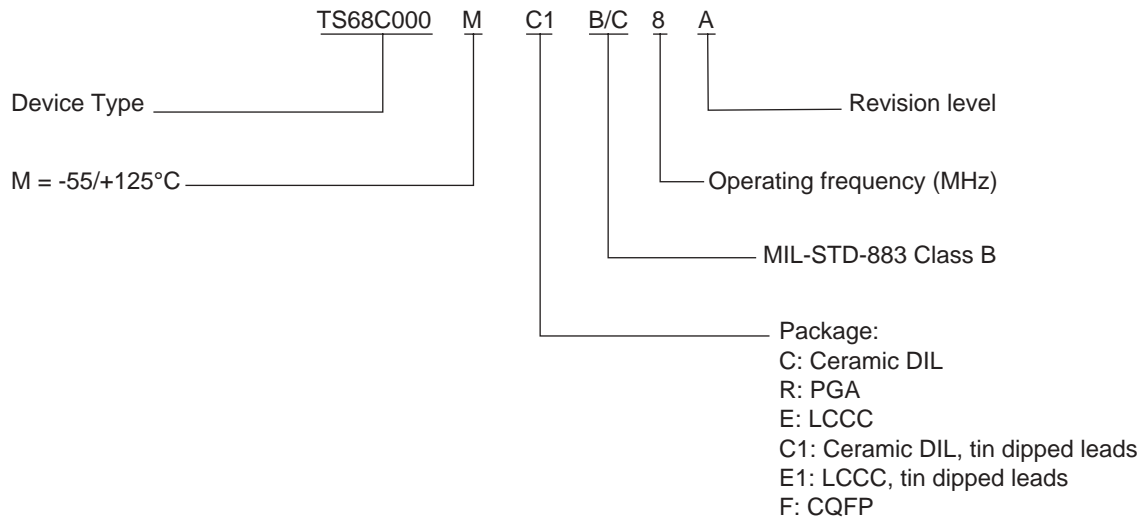 TS68C000 M C1 B/C 8 A
Device Type
Revision level
M = -55/+125°C
Operating frequency (MHz)
MIL-STD-883 Class B
Package:
C: Ceramic DIL
R: PGA
E: LCCC
C1: Ceramic DIL, tin dipped leads
E1: LCCC, tin dipped leads
F: CQFP